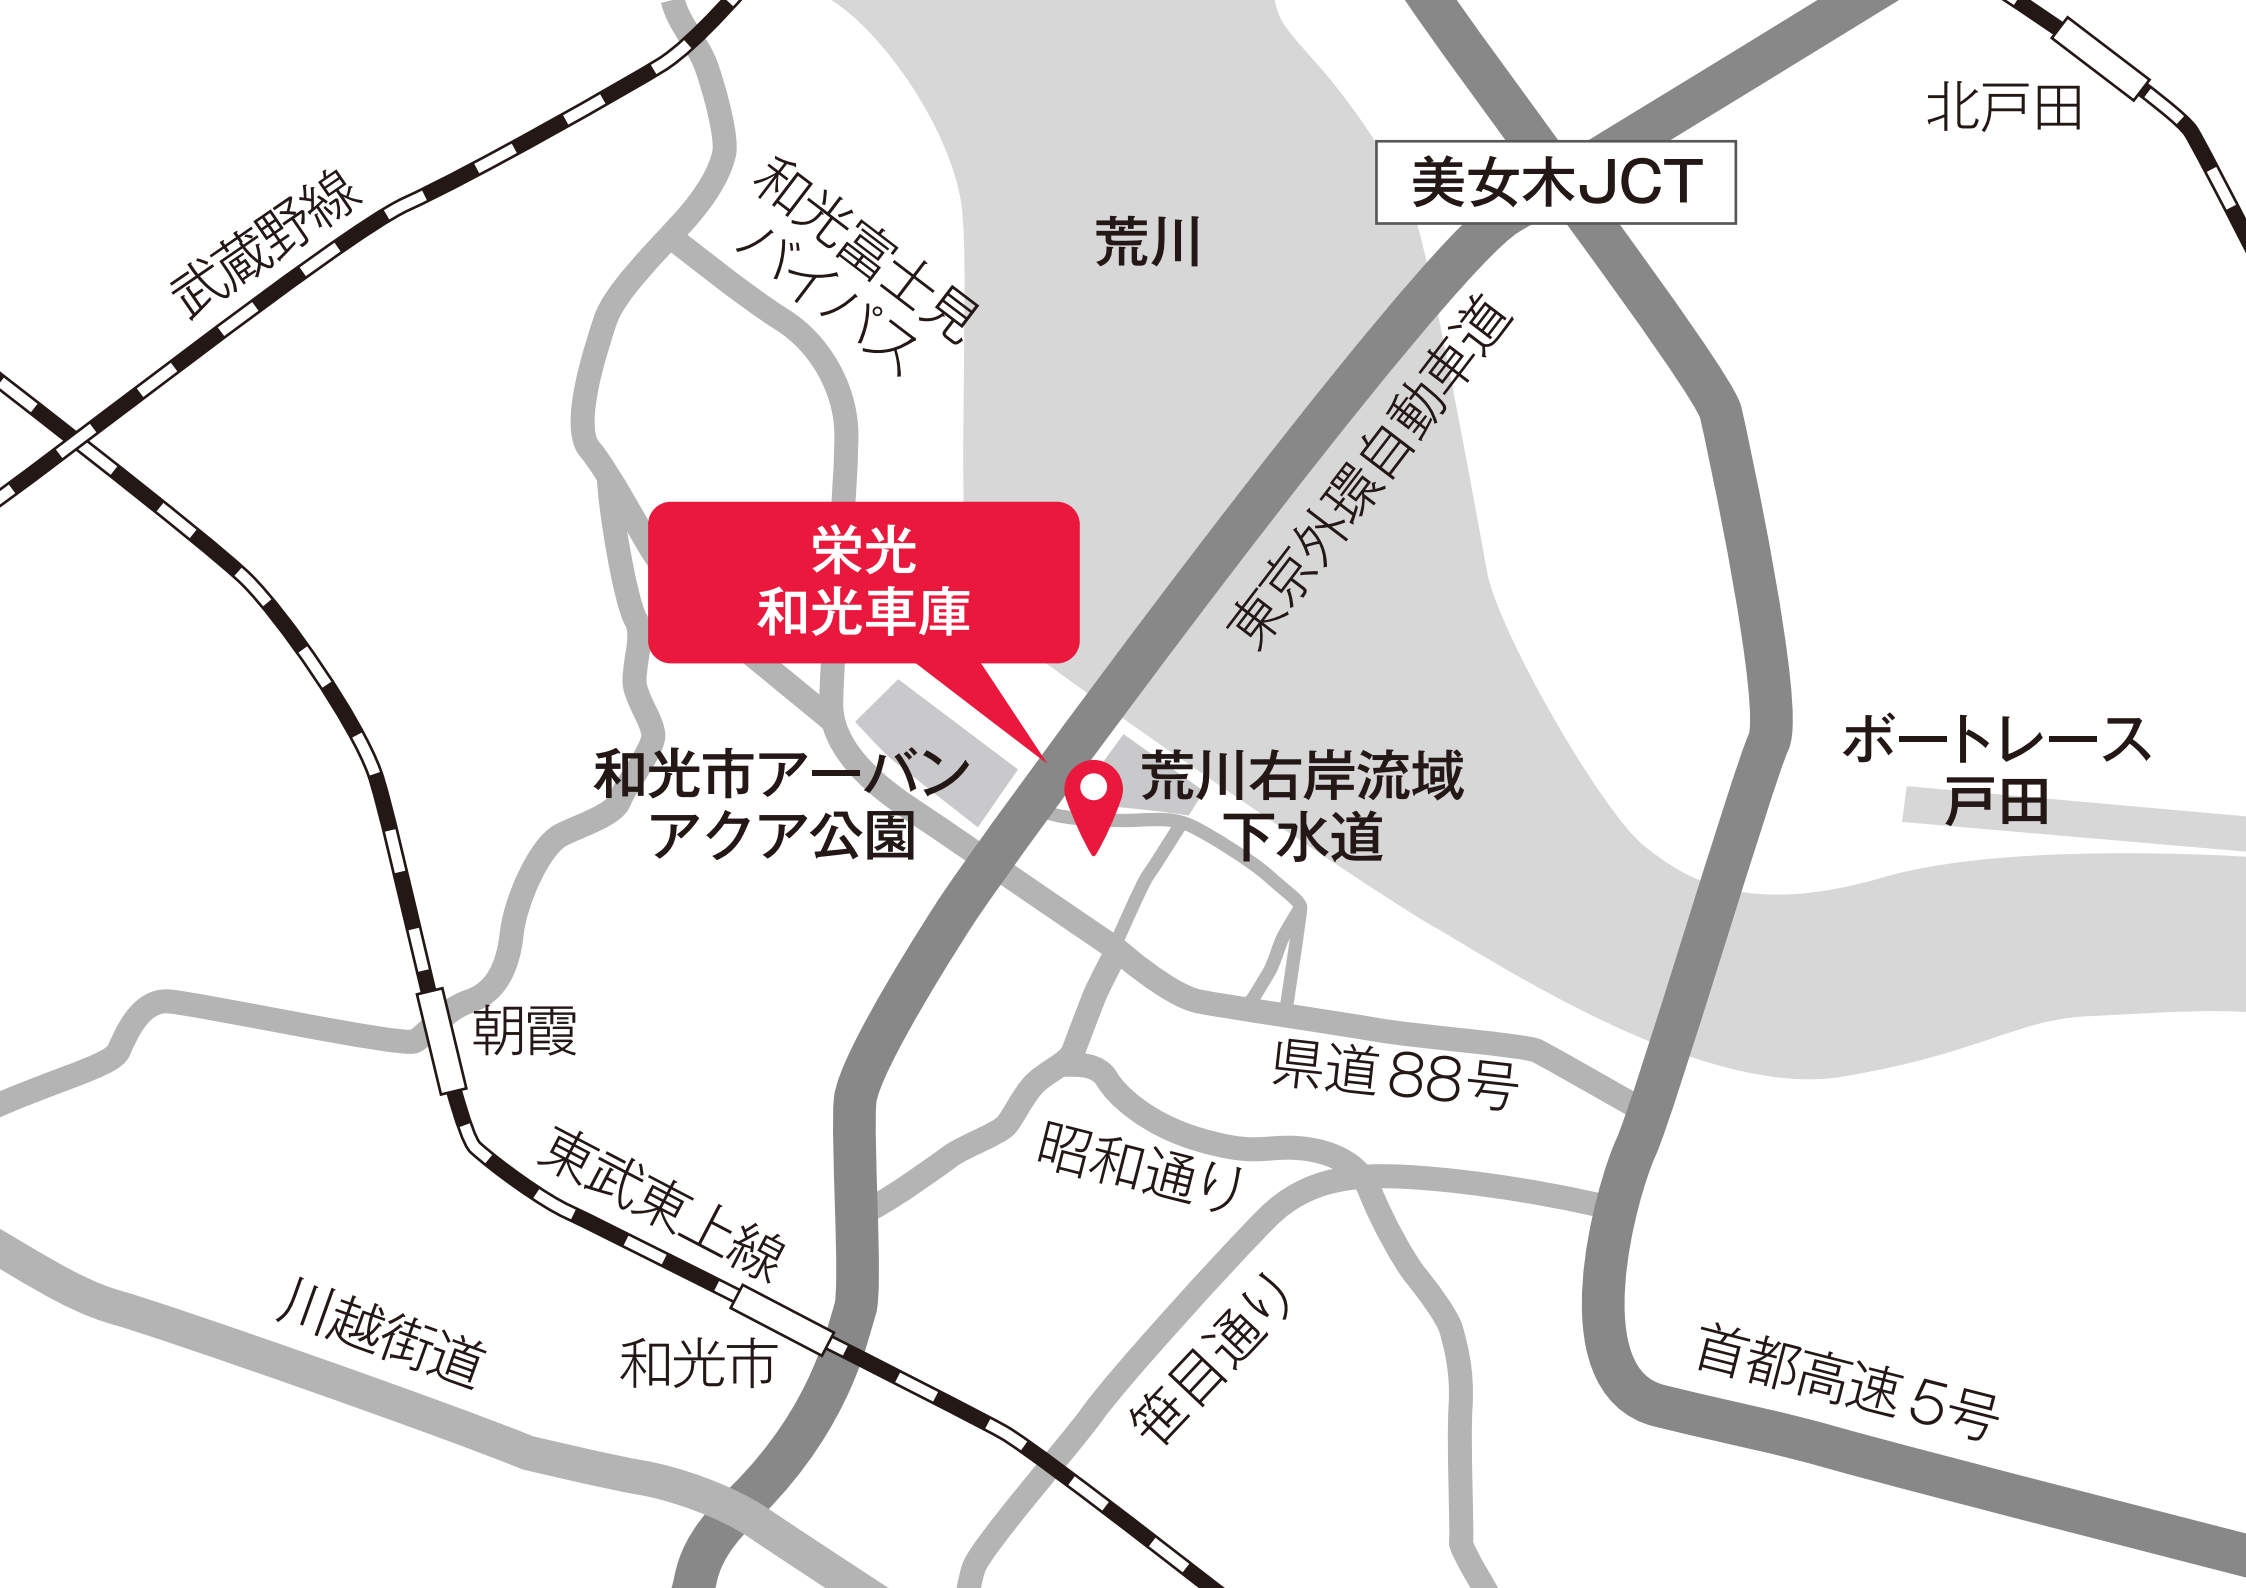 北戸田
美女木JCT
武蔵野線
和光富士見
バイパス
荒川
東京外環自動車道
栄光
和光車庫
ボートレース
戸田
和光市アーバン
アクア公園
荒川右岸流域
下水道
朝霞
県道88号
昭和通り
東武東上線
川越街道
和光市
笹目通り
首都高速5号